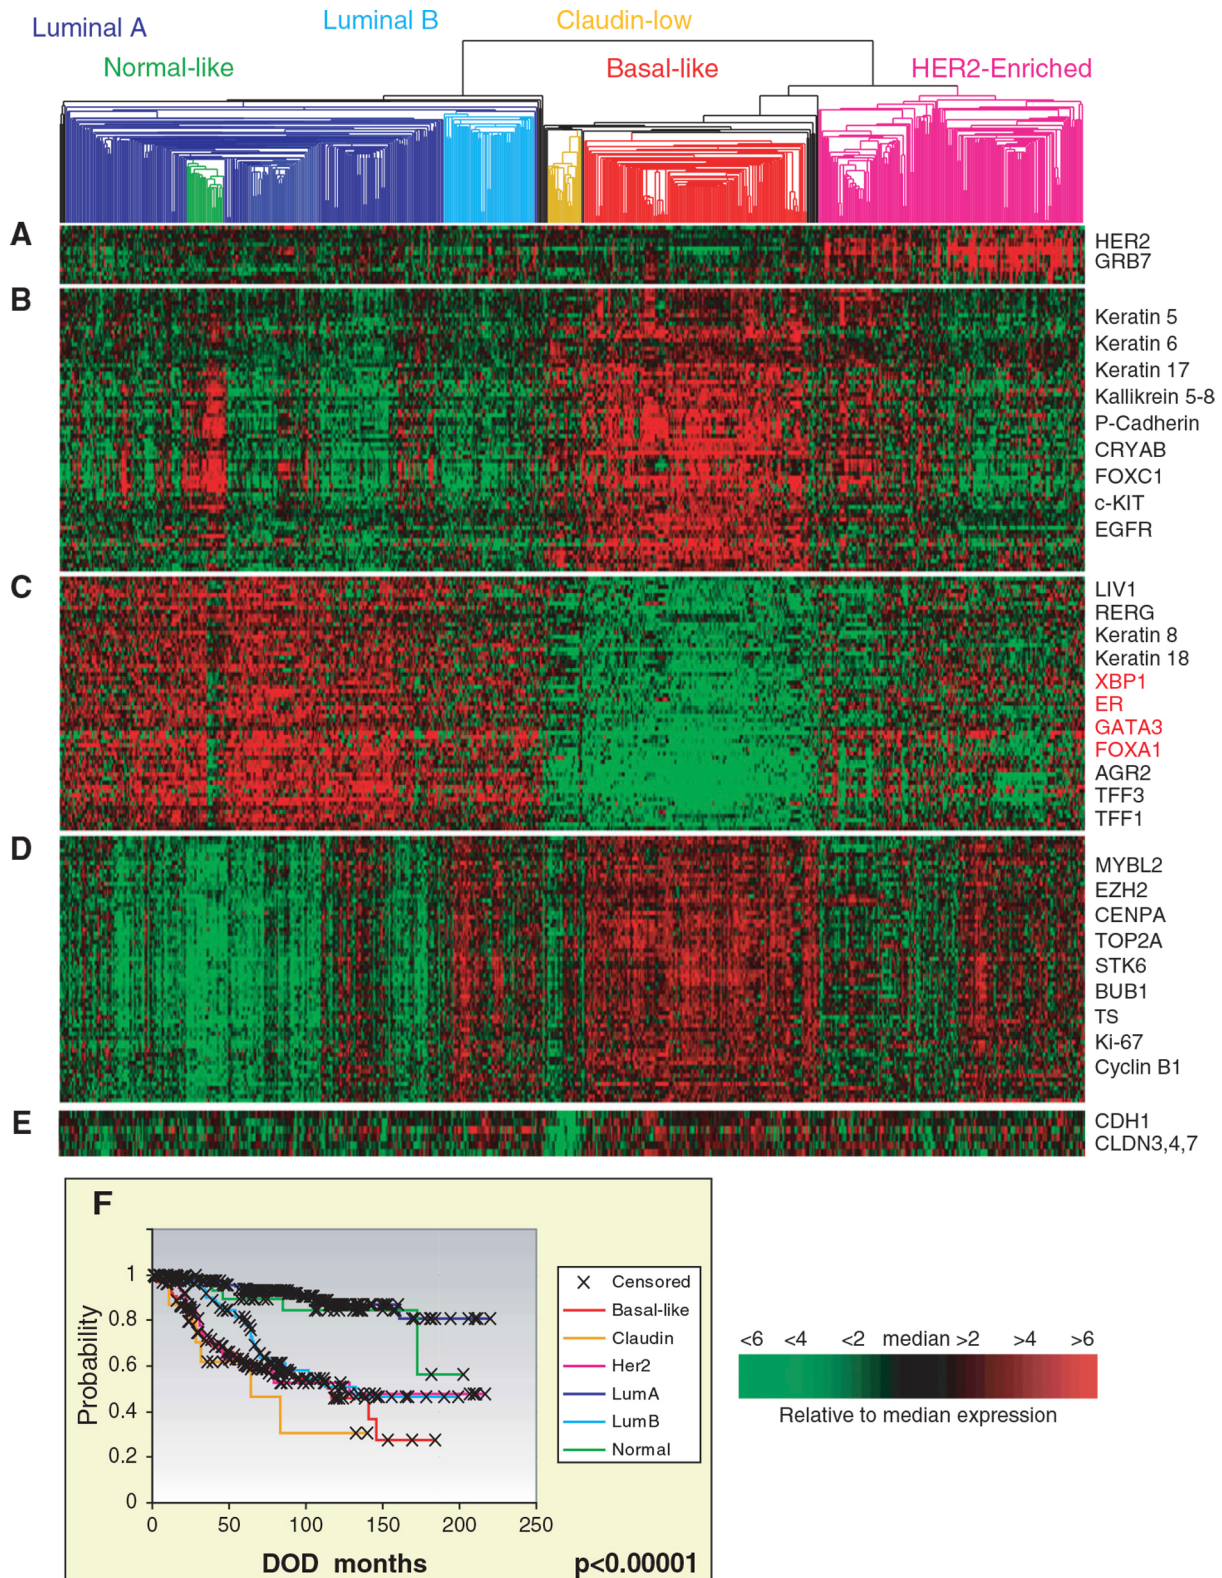 Luminal A
Luminal B
Claudin-low
Normal-like
Basal-like
HER2-Enriched
A
HER2
GRB7
B
Keratin 5
Keratin 6
Keratin 17
Kallikrein 5-8
P-Cadherin
CRYAB
FOXC1
c-KIT
EGFR
C
LIV1
RERG
Keratin 8
Keratin 18
XBP1
ER
GATA3
FOXA1
AGR2
TFF3
TFF1
D
MYBL2
EZH2
CENPA
TOP2A
STK6
BUB1
TS
Ki-67
Cyclin B1
E
CDH1
CLDN3,4,7
F
Probability
1
0.8
0.6
0.4
0.2
0
0 50 100 150 200 250
DOD months
p<0.00001
Censored
Basal-like
Claudin
Her2
LumA
LumB
Normal
<6 <4 <2 median >2 >4 >6
Relative to median expression